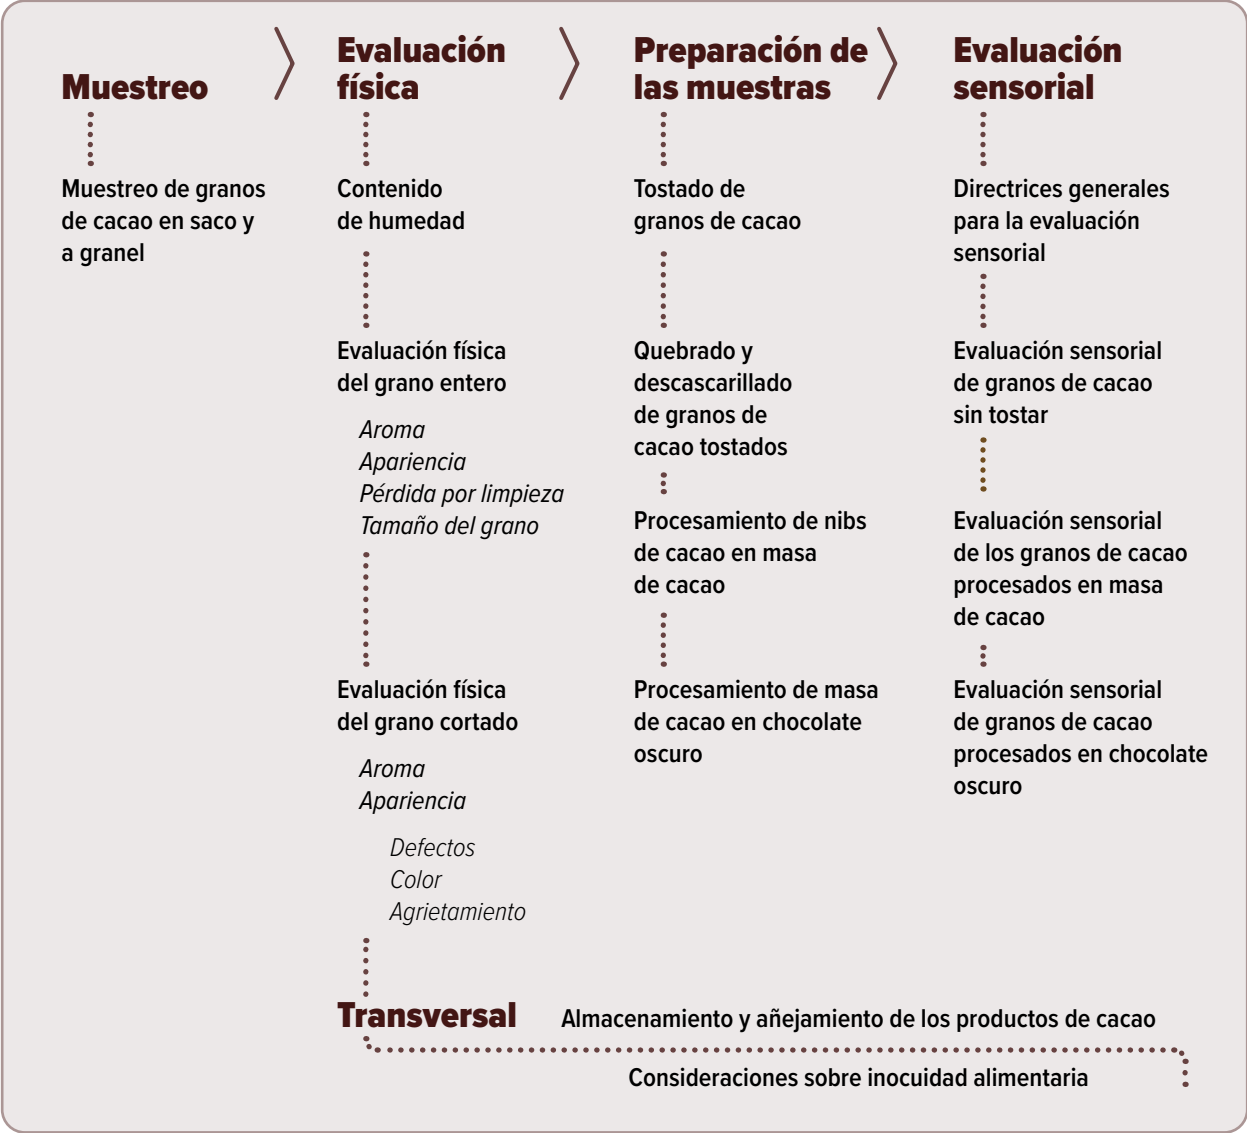 Muestreo
Muestreo de granos
de cacao en saco y
a granel
Evaluación
física
Contenido
de humedad
Evaluación física
del grano entero
Aroma
Apariencia
Pérdida por limpieza
Tamaño del grano
Evaluación física
del grano cortado
Aroma
Apariencia
Defectos
Color
Agrietamiento
Preparación de
las muestras
Tostado de
granos de cacao
Quebrado y
descascarillado
de granos de
cacao tostados
Procesamiento de nibs
de cacao en masa
de cacao
Procesamiento de masa
de cacao en chocolate
oscuro
Evaluación
sensorial
Directrices generales
para la evaluación
sensorial
Evaluación sensorial
de granos de cacao
sin tostar
Evaluación sensorial
de los granos de cacao
procesados en masa
de cacao
Evaluación sensorial
de granos de cacao
procesados en chocolate
oscuro
Transversal
Almacenamiento y añejamiento de los productos de cacao
Consideraciones sobre inocuidad alimentaria